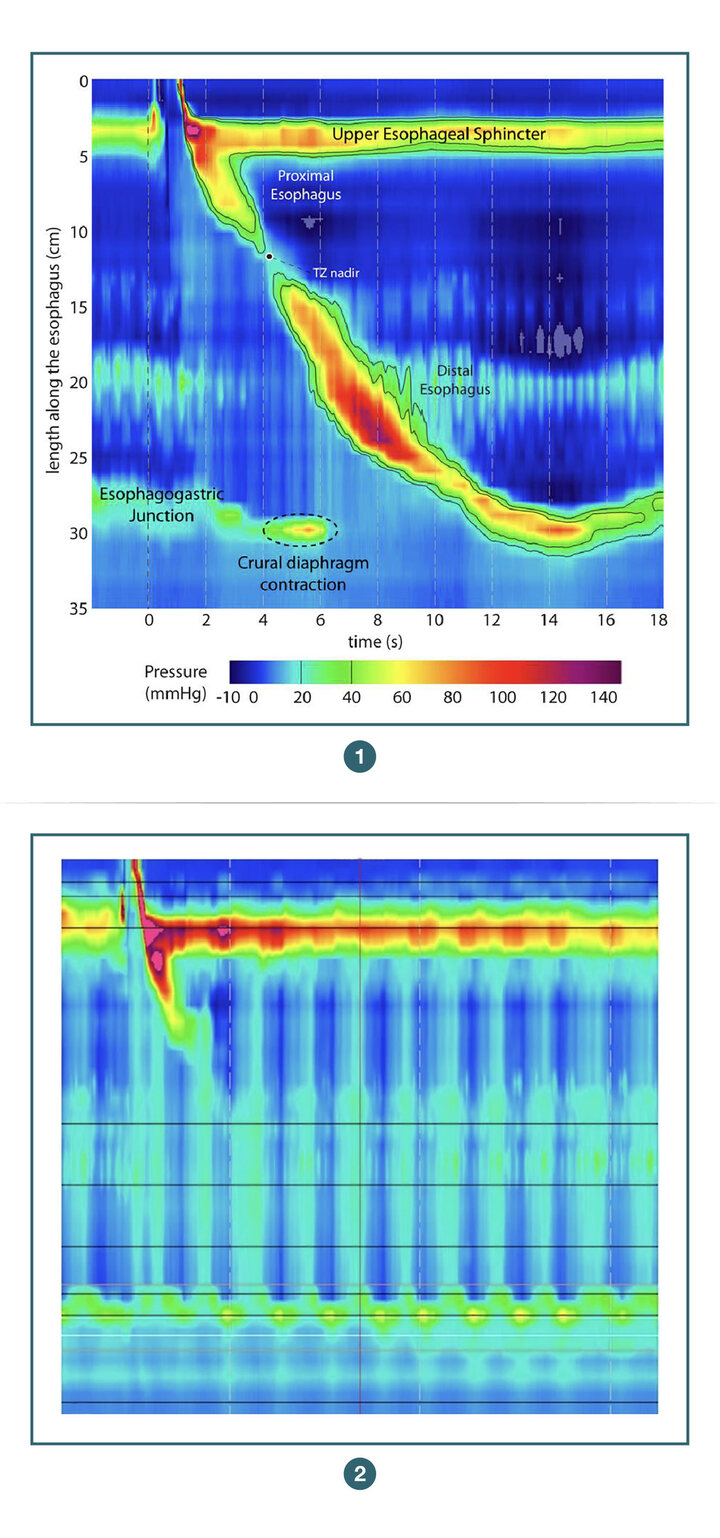 0
5
10
15
20
25
30
35
length along the esophagus (cm)
Upper Esophageal Sphincter
Proximal
Esophagus
TZ nadir
Distal
Esophagus
Esophagogastric
Junction
Crural diaphragm
contraction
0 2 4 6 8 10 12 14 16 18
time (s)
Pressure
(mmHg)
-10 0 20 40 60 80 100 120 140
1
2